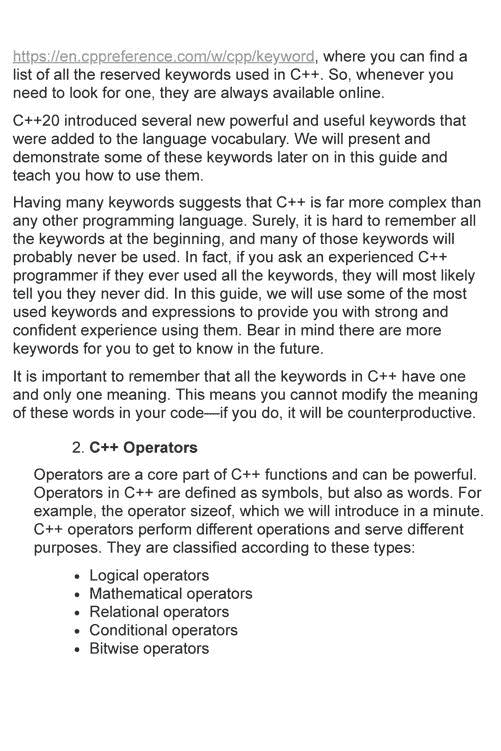 https://en.cppreference.com/w/cpp/keyword, where you can find a
list of all the reserved keywords used in C++. So, whenever you
need to look for one, they are always available online.
C++20 introduced several new powerful and useful keywords that
were added to the language vocabulary. We will present and
demonstrate some of these keywords later on in this guide and
teach you how to use them.
Having many keywords suggests that C++ is far more complex than
any other programming language. Surely, it is hard to remember all
the keywords at the beginning, and many of those keywords will
probably never be used. In fact, if you ask an experienced C++
programmer if they ever used all the keywords, they will most likely
tell you they never did. In this guide, we will use some of the most
used keywords and expressions to provide you with strong and
confident experience using them. Bear in mind there are more
keywords for you to get to know in the future.
It is important to remember that all the keywords in C++ have one
and only one meaning. This means you cannot modify the meaning
of these words in your code—if you do, it will be counterproductive.
2. C++ Operators
Operators are a core part of C++ functions and can be powerful.
Operators in C++ are defined as symbols, but also as words. For
example, the operator sizeof, which we will introduce in a minute.
C++ operators perform different operations and serve different
purposes. They are classified according to these types:
• Logical operators
• Mathematical operators
• Relational operators
• Conditional operators
• Bitwise operators